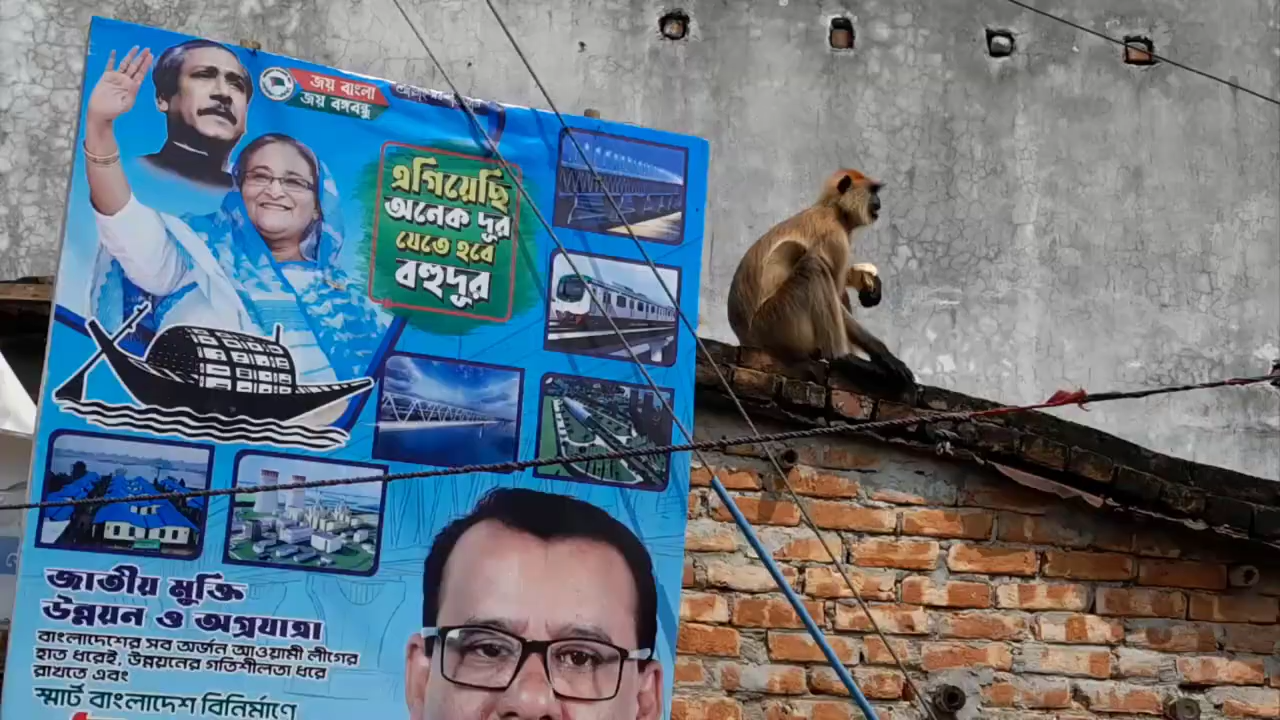 জয় বাংলা
জয় বঙ্গবন্ধু
এগিয়েছি
অনেক দূর
যেতে হবে
বহুদূর
জাতীয় মুক্তি
উন্নয়ন ও অগ্রযাত্রা
বাংলাদেশের সব অর্জন আওয়ামী লীগের
হাত ধরেই, উন্নয়নের গতিশীলতা ধরে
রাখতে এবং
স্মার্ট বাংলাদেশ বিনির্মাণে